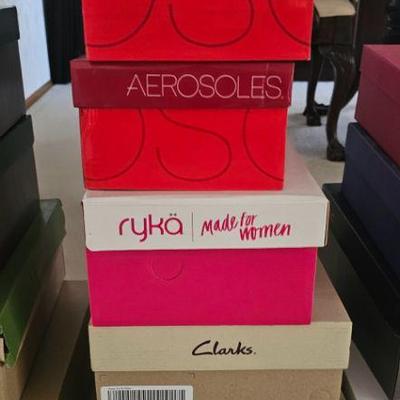 AEROSOLES
rykä | Made for
women
Clarks.